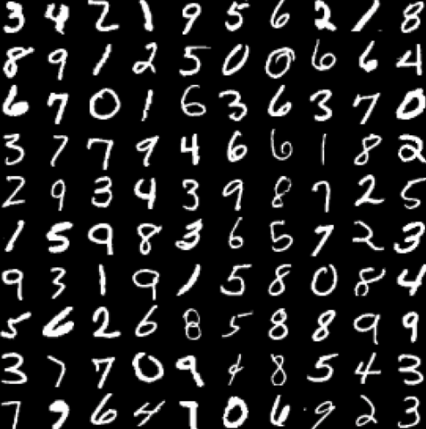 3 4 2 1 9 5 6 2 1 8
8 9 1 2 5 0 0 6 6 4
6 7 0 1 6 3 6 3 7 0
3 7 7 9 4 6 6 1 8 2
2 9 3 4 3 9 8 7 2 5
1 5 9 8 3 6 5 7 2 3
9 3 1 9 1 5 8 0 8 4
5 6 2 6 8 5 8 8 9 9
3 7 7 0 9 4 8 5 4 3
7 9 6 4 7 0 6 9 2 3